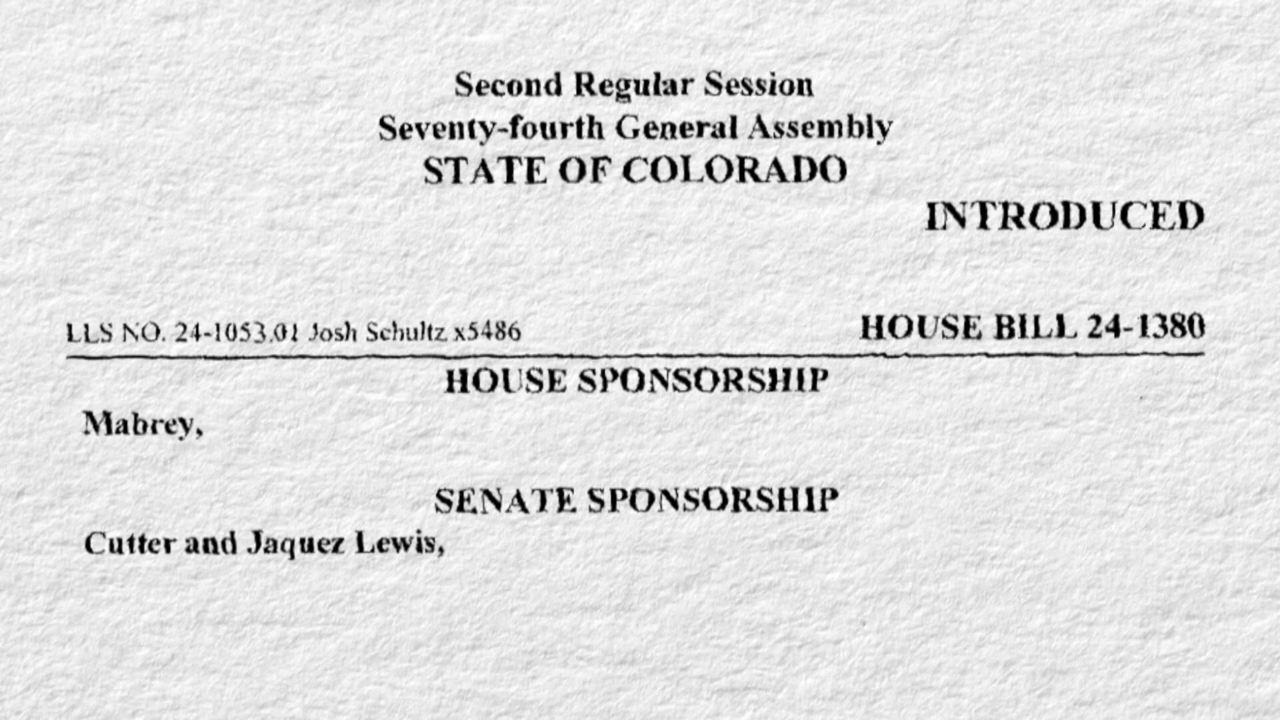 Second Regular Session
Seventy-fourth General Assembly
STATE OF COLORADO
INTRODUCED
LLS NO. 24-1053.01 Josh Schultz x5486
HOUSE BILL 24-1380
HOUSE SPONSORSHIP
Mabrey,
SENATE SPONSORSHIP
Cutter and Jaquez Lewis,